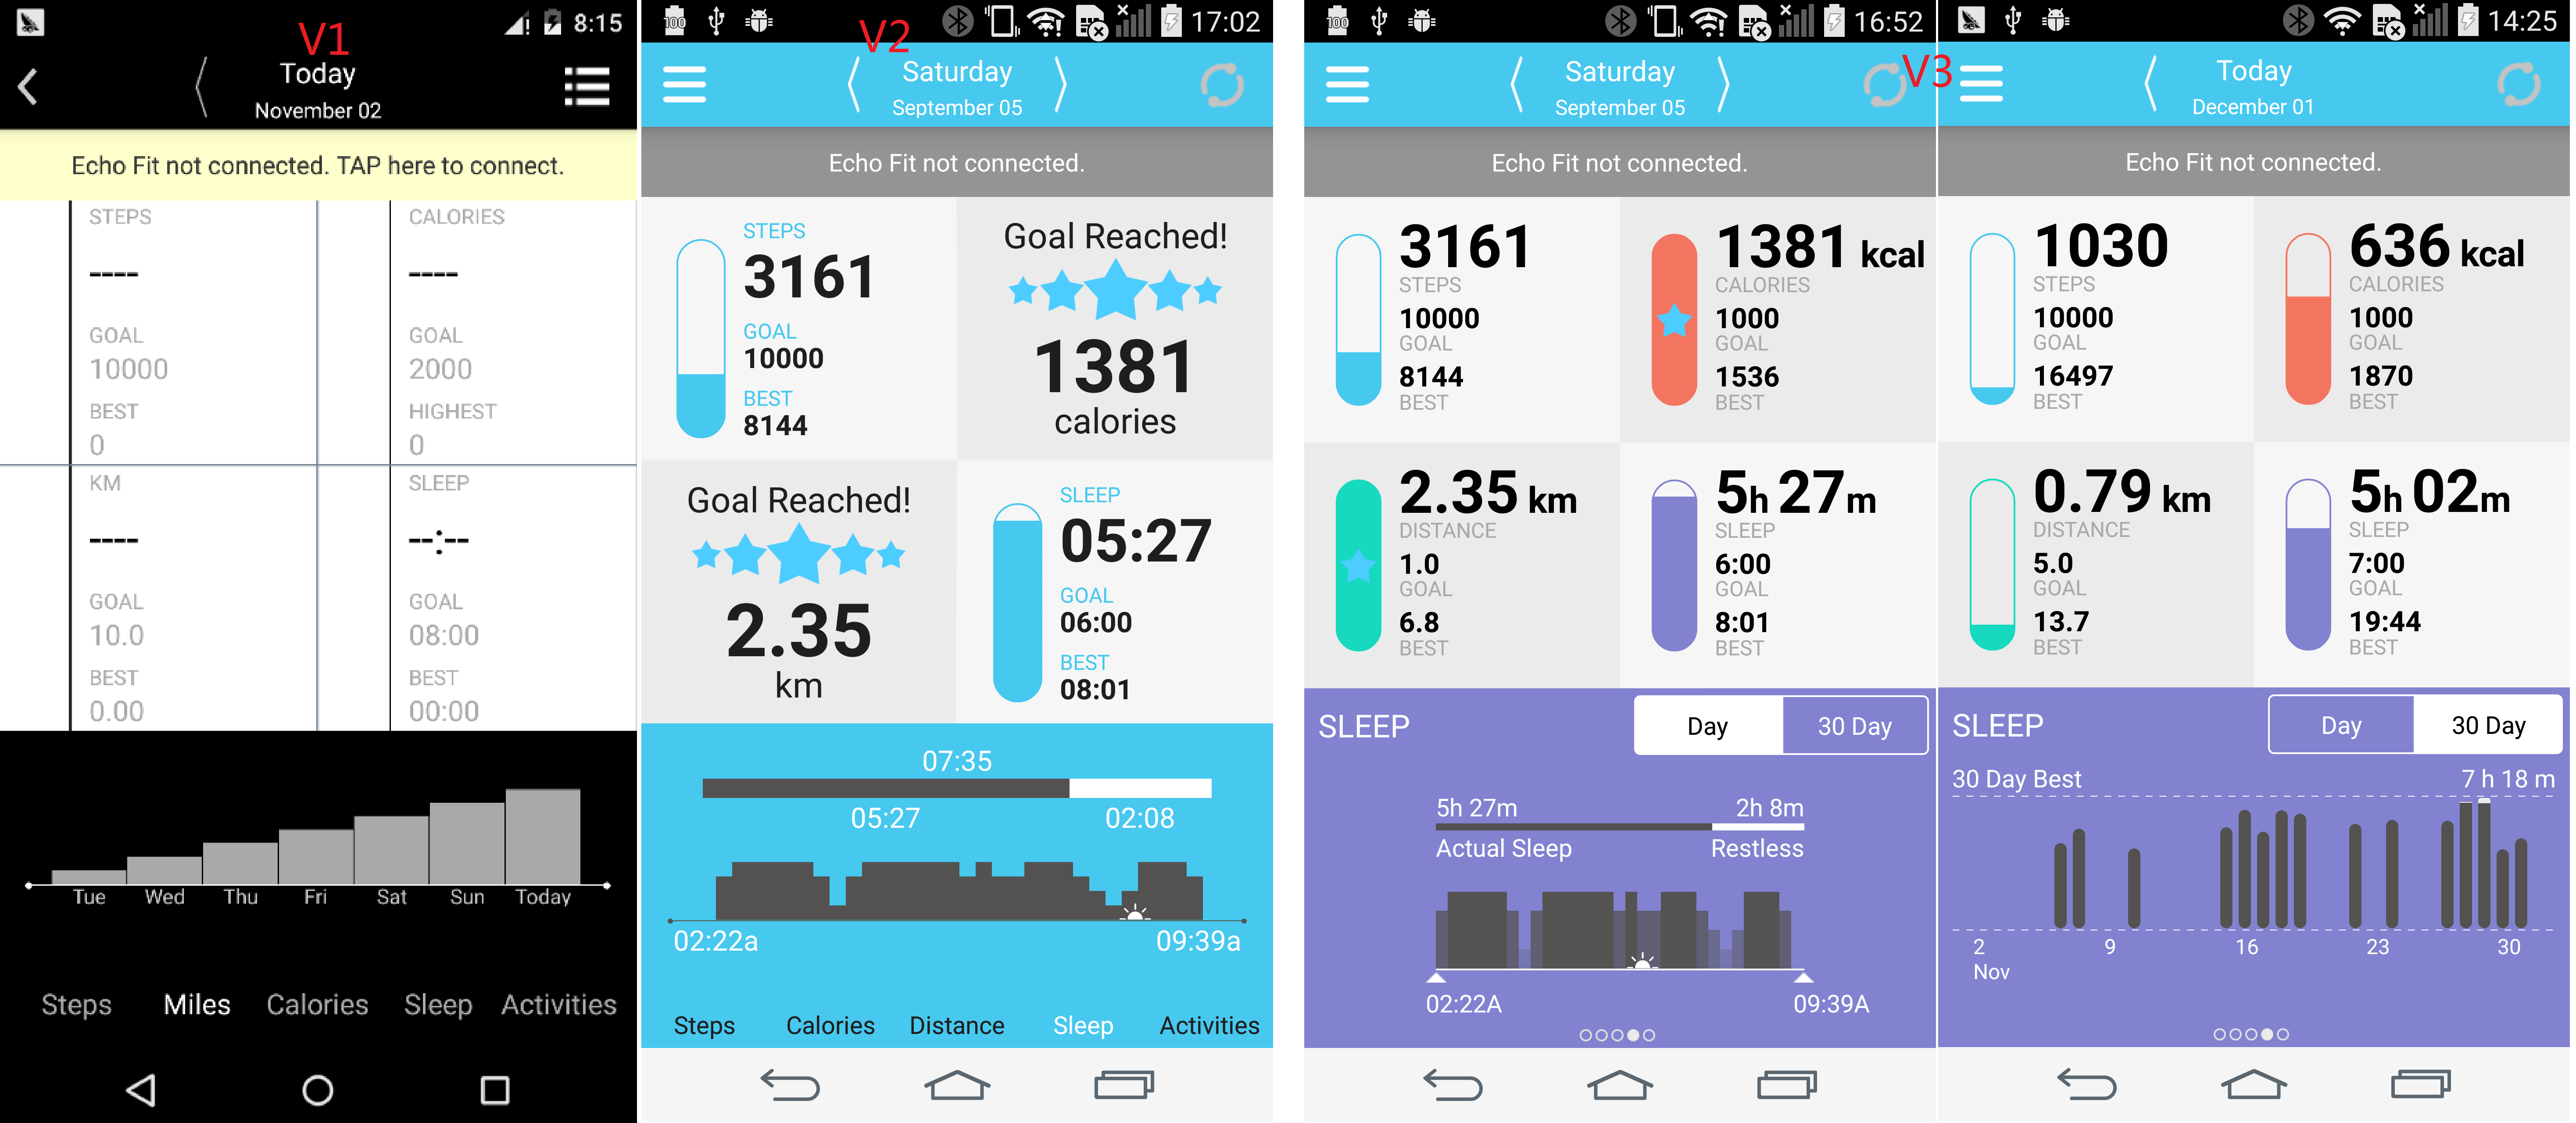 8:15
V1
Today
November 02
Echo Fit not connected. TAP here to connect.
STEPS
----
GOAL
10000
BEST
0
CALORIES
----
GOAL
2000
HIGHEST
0
KM
----
GOAL
10.0
BEST
0.00
SLEEP
--:--
GOAL
08:00
BEST
00:00
Tue Wed Thu Fri Sat Sun Today
Steps Miles Calories Sleep Activities
100
17:02
V2
Saturday
September 05
Echo Fit not connected.
STEPS
3161
GOAL
10000
BEST
8144
Goal Reached!
1381
calories
Goal Reached!
2.35
km
SLEEP
05:27
GOAL
06:00
BEST
08:01
07:35
05:27 02:08
02:22a 09:39a
Steps Calories Distance Sleep Activities
100
16:52
V3
Saturday
September 05
Echo Fit not connected.
3161
STEPS
10000
GOAL
8144
BEST
1381 kcal
CALORIES
1000
GOAL
1536
BEST
2.35 km
DISTANCE
1.0
GOAL
6.8
BEST
5h 27m
SLEEP
6:00
GOAL
8:01
BEST
SLEEP Day 30 Day
5h 27m 2h 8m
Actual Sleep Restless
02:22A 09:39A
14:25
Today
December 01
Echo Fit not connected.
1030
STEPS
10000
GOAL
16497
BEST
636 kcal
CALORIES
1000
GOAL
1870
BEST
0.79 km
DISTANCE
5.0
GOAL
13.7
BEST
5h 02m
SLEEP
7:00
GOAL
19:44
BEST
SLEEP Day 30 Day
30 Day Best 7 h 18 m
2 9 16 23 30
Nov